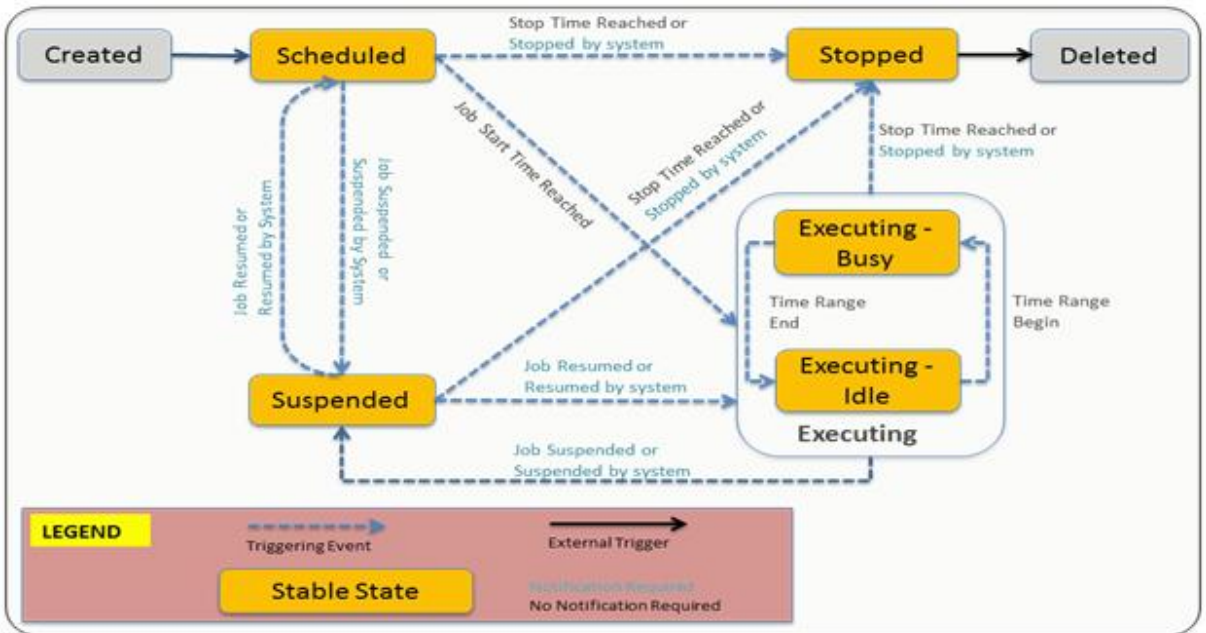 Stop Time Reached or
Stopped by system
Created
Scheduled
Stopped
Deleted
Job Start Time Reached
Stop Time Reached or
Stopped by system
Stop Time Reached or
Stopped by system
Job Resumed or
Resumed by System
Job Suspended or
Suspended by System
Executing -
Busy
Time Range
End
Time Range
Begin
Executing -
Idle
Executing
Suspended
Job Resumed or
Resumed by system
Job Suspended or
Suspended by system
LEGEND
Triggering Event
External Trigger
Stable State
Notification Required
No Notification Required